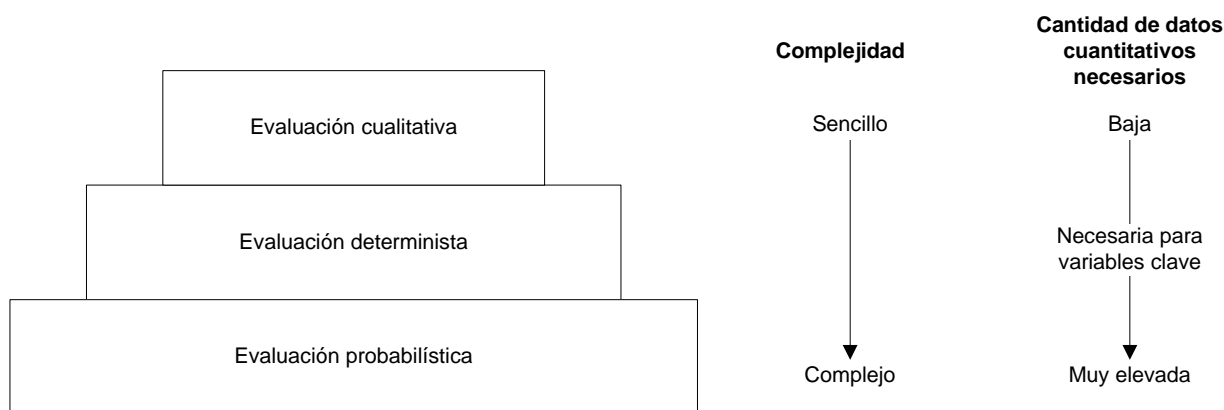 Cantidad de datos
cuantitativos
necesarios
Complejidad
Evaluación cualitativa
Sencillo
Baja
Evaluación determinista
Necesaria para
variables clave
Evaluación probabilística
Complejo
Muy elevada